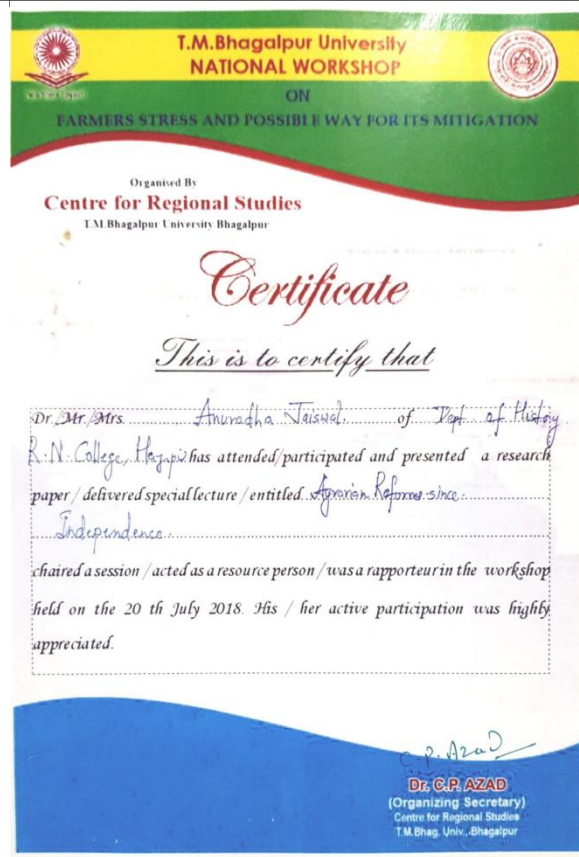 T.M.Bhagalpur University
NATIONAL WORKSHOP
ON
FARMERS STRESS AND POSSIBLE WAY FOR ITS MITIGATION
Organised By
Centre for Regional Studies
T.M.Bhagalpur University Bhagalpur
Certificate
This is to certify that
Dr./Mr./Mrs. Anuradha Jaiswal of Dept. of History
R.N. College, has attended/participated and presented a research
paper / delivered special lecture / entitled Agrarian Reforms since
Independence
chaired a session / acted as a resource person / was a rapporteur in the workshop
held on the 20 th July 2018. His / her active participation was highly
appreciated.
C.P. Azad
Dr. C.P. AZAD
(Organizing Secretary)
Centre for Regional Studies
T.M.Bhag. Univ., Bhagalpur